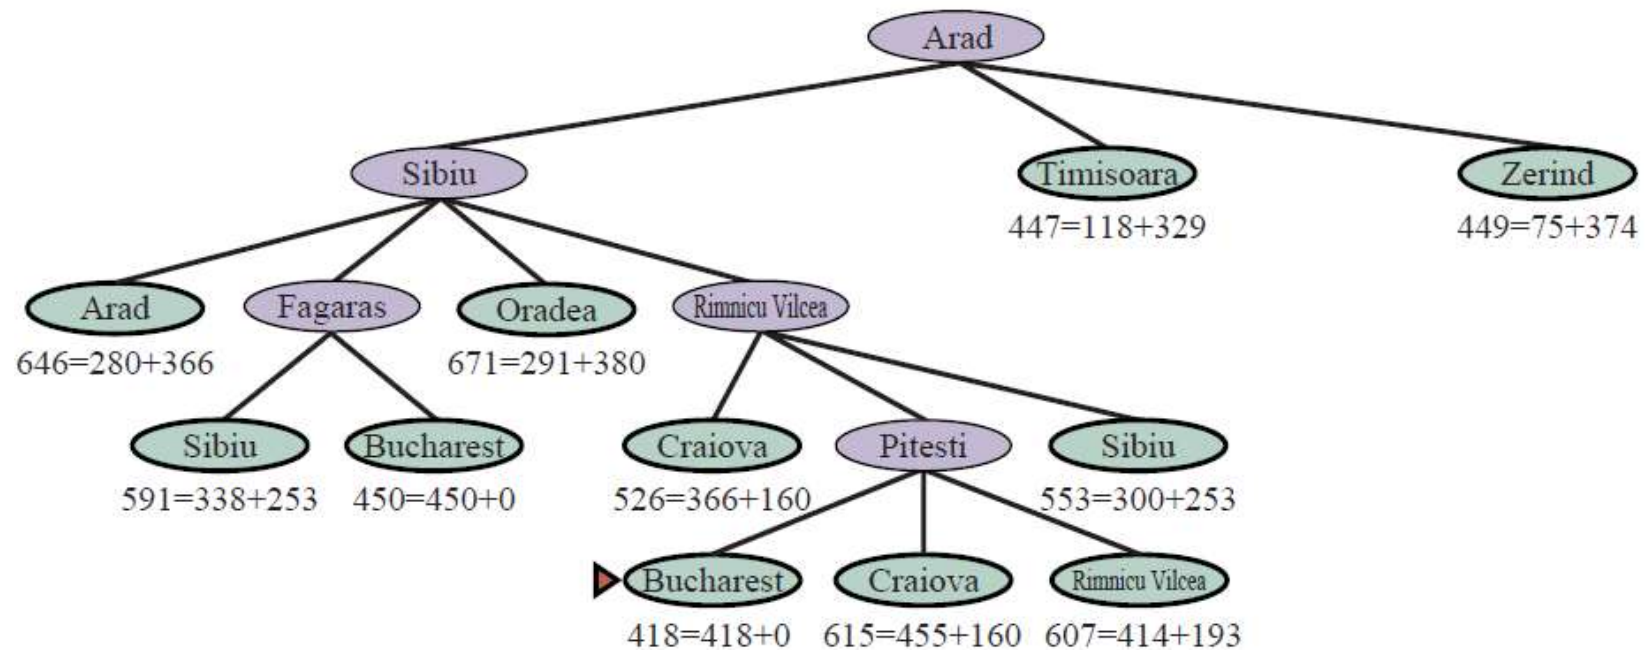 Arad
Sibiu
Timisoara
Zerind
447=118+329
449=75+374
Arad
Fagaras
Oradea
Rimnicu Vilcea
646=280+366
671=291+380
Sibiu
Bucharest
Craiova
Pitesti
Sibiu
591=338+253
450=450+0
526=366+160
553=300+253
Bucharest
Craiova
Rimnicu Vilcea
418=418+0
615=455+160
607=414+193